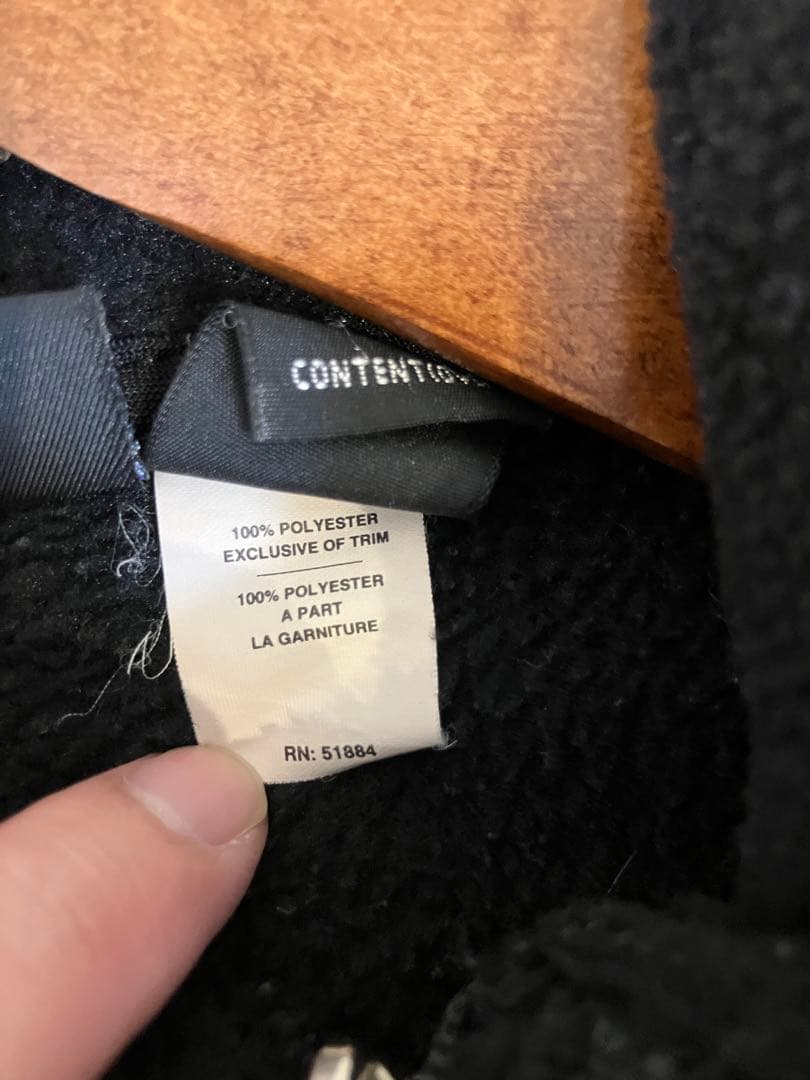 CONTENT
100% POLYESTER
EXCLUSIVE OF TRIM
100% POLYESTER
A PART
LA GARNITURE
RN: 51884